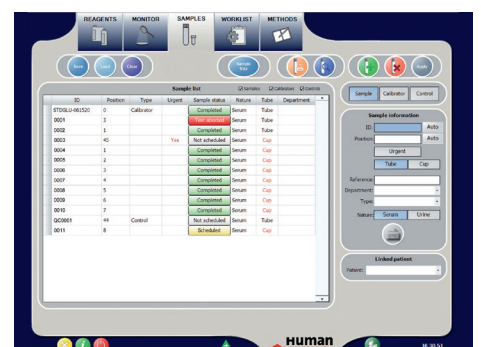 REAGENTS MONITOR SAMPLES WORKLIST METHODS
Save Load Clear Sample
Sample list Samples Calibrators Controls
ID Position Type Urgent Sample status Nature Tube Department
STDGLU-061520 0 Calibrator Completed Serum Tube
0001 3 Test aborted Serum Tube
0002 1 Completed Serum Tube
0003 45 Yes Not scheduled Serum Cup
0004 1 Completed Serum Cup
0005 2 Completed Serum Cup
0006 3 Completed Serum Cup
0007 4 Completed Serum Cup
0008 5 Completed Serum Cup
0009 6 Completed Serum Cup
0010 7 Completed Serum Cup
QC0001 44 Control Not scheduled Serum Tube
0011 8 Scheduled Serum Cup
Sample Calibrator Control
Sample information
ID: Auto
Position: Auto
Urgent
Tube Cup
Reference:
Department:
Type:
Nature: Serum Urine
Linked patient
Patient:
Human
16:30:51